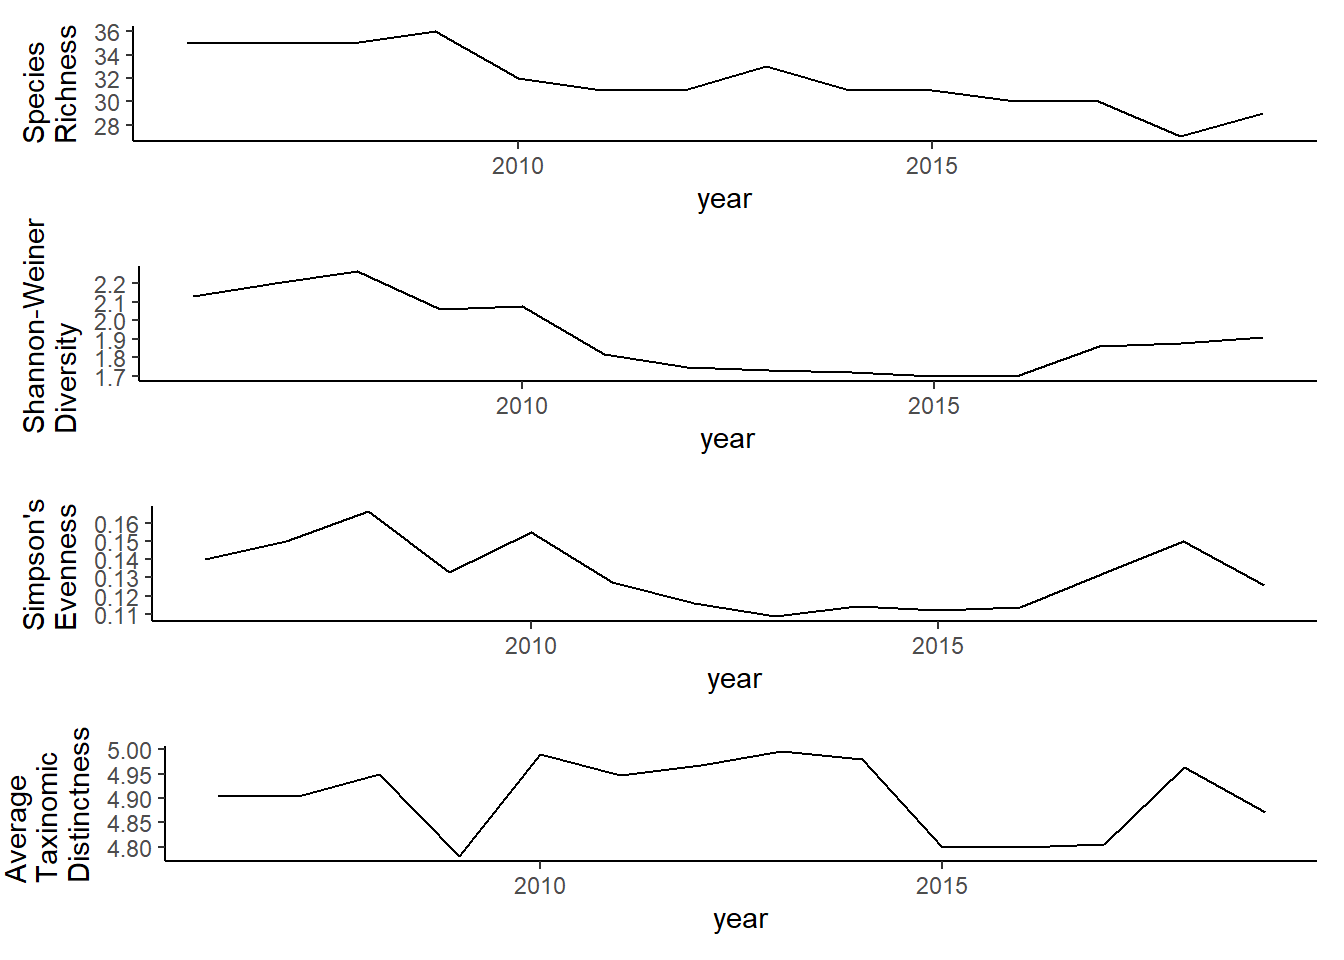 Species
Richness
36
34
32
30
28
2010
2015
year
Shannon-Weiner
Diversity
2.2
2.1
2.0
1.9
1.8
1.7
2010
2015
year
Simpson's
Evenness
0.16
0.15
0.14
0.13
0.12
0.11
2010
2015
year
Average
Taxinomic
Distinctness
5.00
4.95
4.90
4.85
4.80
2010
2015
year